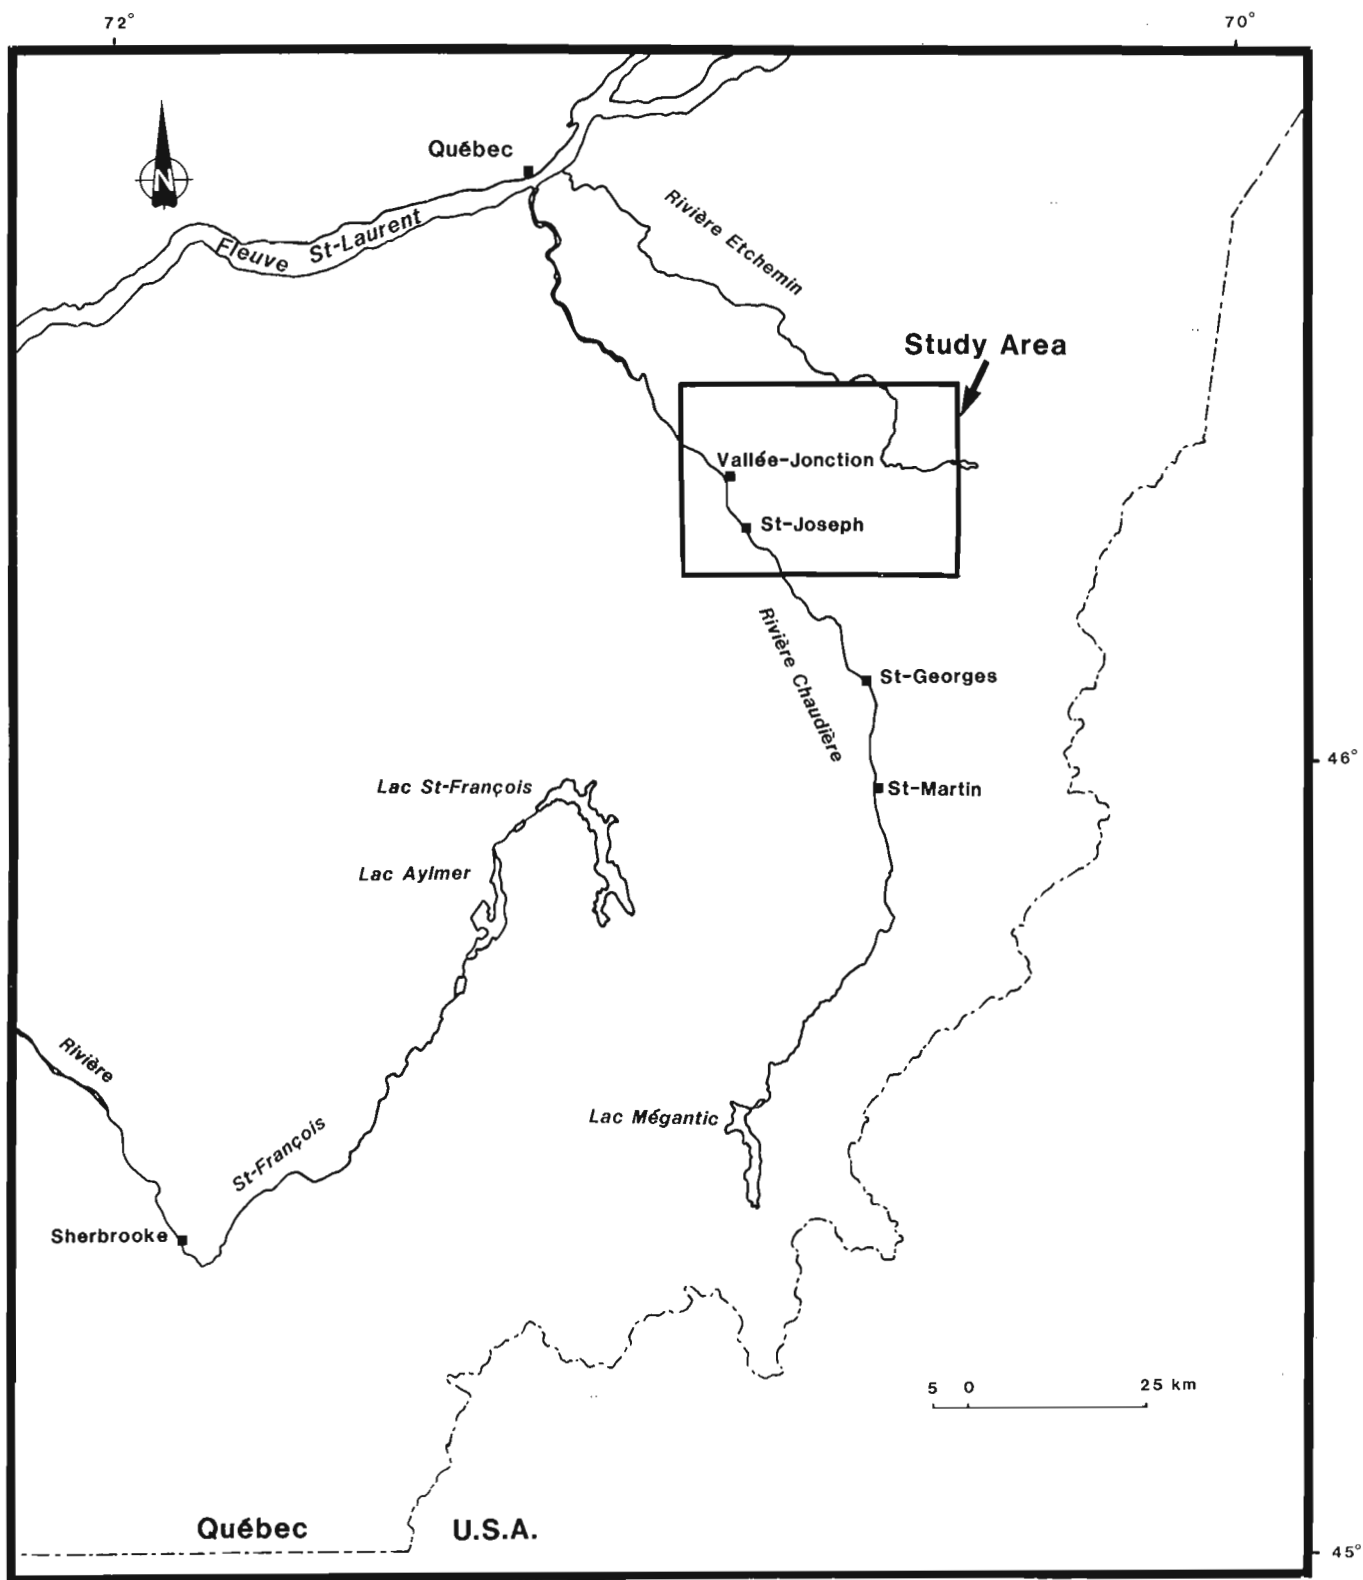 72°
70°
Québec
N
Rivière Etchemin
Fleuve St-Laurent
Study Area
Vallée-Jonction
St-Joseph
Rivière Chaudière
St-Georges
46°
Lac St-François
St-Martin
Lac Aylmer
Rivière
Lac Mégantic
St-François
Sherbrooke
5 0 25 km
Québec U.S.A.
45°